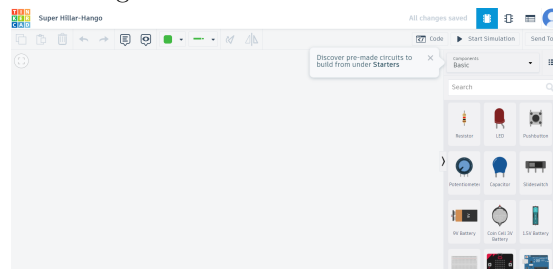 TIN
KER
CAD
Super Hillar-Hango
All changes saved
Code
Start Simulation
Send To
Discover pre-made circuits to
build from under Starters
Components
Basic
Search
Resistor
LED
Pushbutton
Potentiometer
Capacitor
Slideswitch
9V Battery
Coin Cell 3V
Battery
1.5V Battery